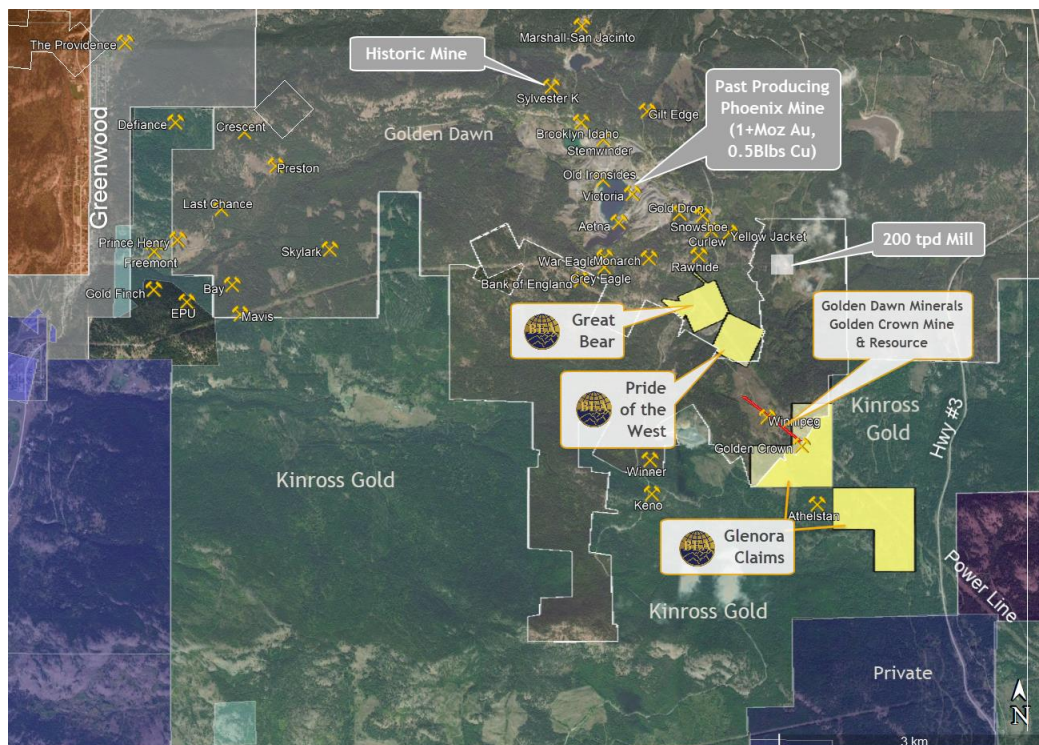 Marshall-San Jacinto
The Providence
Historic Mine
Sylvester K
Past Producing
Phoenix Mine
(1+Moz Au,
0.5Blbs Cu)
Gilt Edge
Defiance
Crescent
Golden Dawn
Brooklyn-Idaho
Stemwinder
Greenwood
Preston
Old Ironsides
Victoria
Last Chance
Gold Drop
Aetna
Snowshoe
Curlew
Yellow Jacket
200 tpd Mill
Prince Henry
Freemont
Skylark
War Eagle
Monarch
Rawhide
Grey Eagle
Bank of England
Gold Finch
Bay
EPU
Mavis
BEA
Great
Bear
Golden Dawn Minerals
Golden Crown Mine
& Resource
BEA
Pride
of the
West
Kinross
Gold
Hwy #3
Winnipeg
Golden Crown
Winner
Keno
Kinross Gold
Athelstan
BEA
Glenora
Claims
Power Line
Kinross Gold
Private
N
3 km